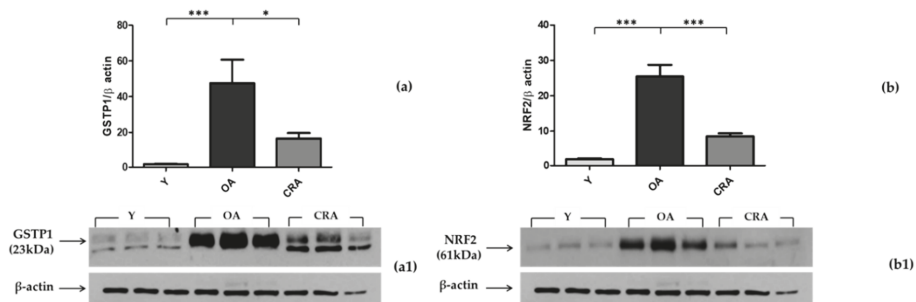 ***
*
80
60
40
20
0
GSTP1/β actin
Y
OA
CRA
(a)
***
***
40
30
20
10
0
NRF2/β actin
Y
OA
CRA
(b)
Y
OA
CRA
GSTP1
(23kDa)
β-actin
(a1)
Y
OA
CRA
NRF2
(61kDa)
β-actin
(b1)